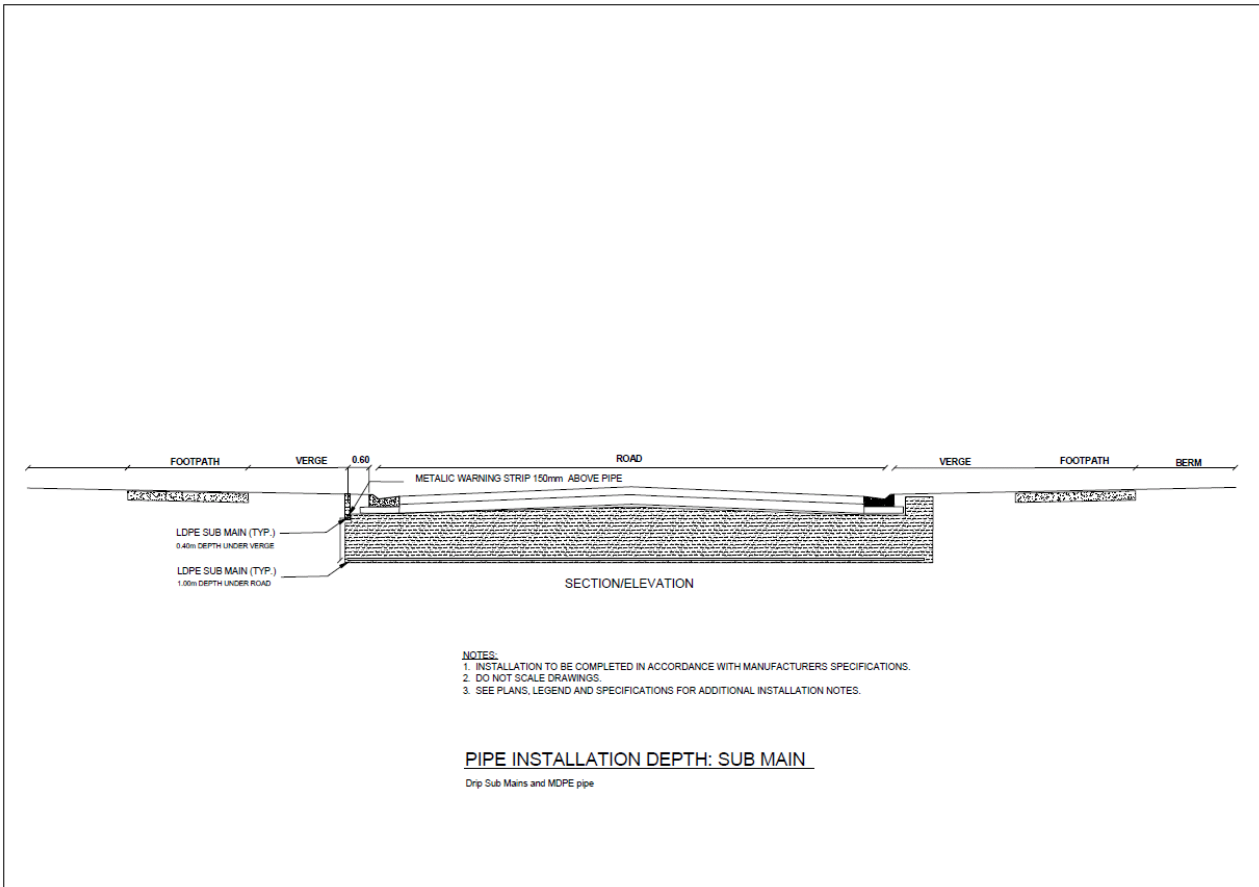 FOOTPATH VERGE 0.60 ROAD VERGE FOOTPATH BERM
METALIC WARNING STRIP 150mm ABOVE PIPE
LDPE SUB MAIN (TYP.)
0.40m DEPTH UNDER VERGE
LDPE SUB MAIN (TYP.)
1.00m DEPTH UNDER ROAD
SECTION/ELEVATION
NOTES:
1. INSTALLATION TO BE COMPLETED IN ACCORDANCE WITH MANUFACTURERS SPECIFICATIONS.
2. DO NOT SCALE DRAWINGS.
3. SEE PLANS, LEGEND AND SPECIFICATIONS FOR ADDITIONAL INSTALLATION NOTES.
PIPE INSTALLATION DEPTH: SUB MAIN
Drip Sub Mains and MDPE pipe